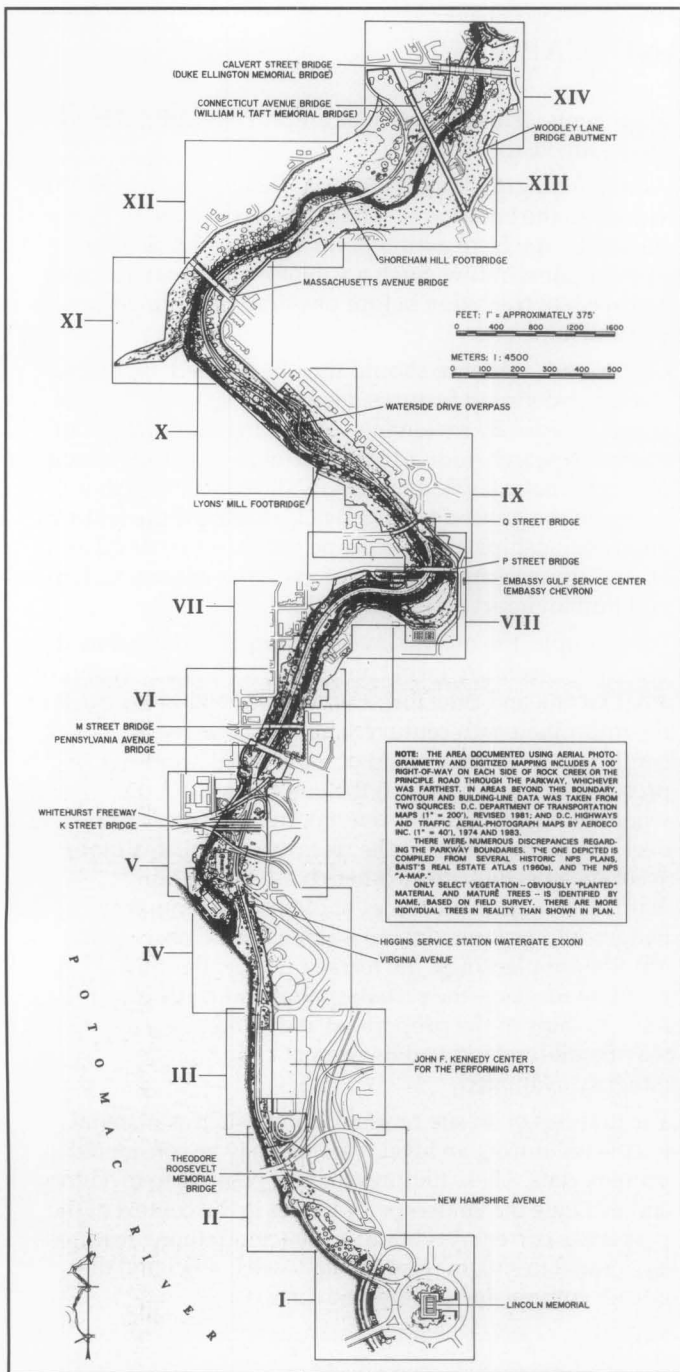 CALVERT STREET BRIDGE
(DUKE ELLINGTON MEMORIAL BRIDGE)
CONNECTICUT AVENUE BRIDGE
(WILLIAM H. TAFT MEMORIAL BRIDGE)
XIV
WOODLEY LANE
BRIDGE ABUTMENT
XIII
XII
SHOREHAM HILL FOOTBRIDGE
MASSACHUSETTS AVENUE BRIDGE
XI
FEET: 1" = APPROXIMATELY 375'
0 400 800 1200 1600
METERS: 1 : 4500
0 100 200 300 400 500
WATERSIDE DRIVE OVERPASS
X
LYONS' MILL FOOTBRIDGE
IX
Q STREET BRIDGE
P STREET BRIDGE
EMBASSY GULF SERVICE CENTER
(EMBASSY CHEVRON)
VIII
VII
VI
M STREET BRIDGE
PENNSYLVANIA AVENUE
BRIDGE
NOTE: THE AREA DOCUMENTED USING AERIAL PHOTO-
GRAMMETRY AND DIGITIZED MAPPING INCLUDES A 100'
RIGHT-OF-WAY ON EACH SIDE OF ROCK CREEK OR THE
PRINCIPLE ROAD THROUGH THE PARKWAY, WHICHEVER
WAS FARTHEST. IN AREAS BEYOND THIS BOUNDARY,
CONTOUR AND BUILDING-LINE DATA WAS TAKEN FROM
TWO SOURCES: D.C. DEPARTMENT OF TRANSPORTATION
MAPS (1" = 200'), REVISED 1981; AND D.C. HIGHWAYS
AND TRAFFIC AERIAL-PHOTOGRAPH MAPS BY AEROECO
INC. (1" = 40'), 1974 AND 1983.
THERE WERE NUMEROUS DISCREPANCIES REGARD-
ING THE PARKWAY BOUNDARIES. THE ONE DEPICTED IS
COMPILED FROM SEVERAL HISTORIC NPS PLANS,
BAIST'S REAL ESTATE ATLAS (1960s), AND THE NPS
"A-MAP."
ONLY SELECT VEGETATION -- OBVIOUSLY "PLANTED"
MATERIAL AND MATURE TREES -- IS IDENTIFIED BY
NAME, BASED ON FIELD SURVEY. THERE ARE MORE
INDIVIDUAL TREES IN REALITY THAN SHOWN IN PLAN.
WHITEHURST FREEWAY
K STREET BRIDGE
V
HIGGINS SERVICE STATION (WATERGATE EXXON)
VIRGINIA AVENUE
IV
III
JOHN F. KENNEDY CENTER
FOR THE PERFORMING ARTS
THEODORE
ROOSEVELT
MEMORIAL
BRIDGE
NEW HAMPSHIRE AVENUE
II
I
LINCOLN MEMORIAL
POTOMAC RIVER